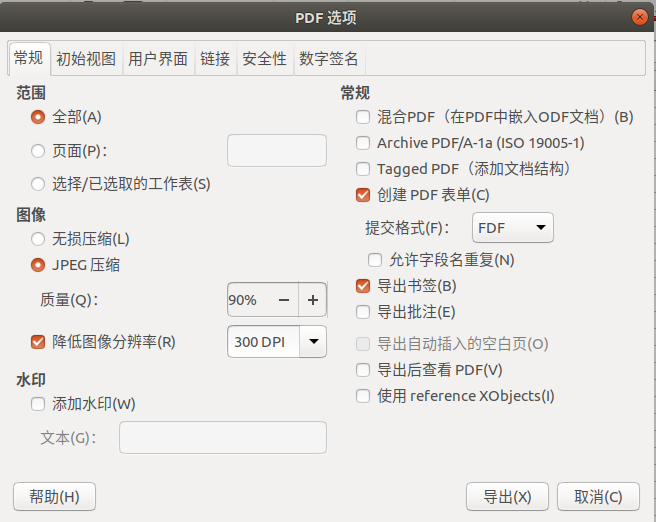 PDF 选项
常规
初始视图
用户界面
链接
安全性
数字签名
范围
全部(A)
页面(P)：
选择/已选取的工作表(S)
图像
无损压缩(L)
JPEG 压缩
质量(Q)：
90%
降低图像分辨率(R)
300 DPI
水印
添加水印(W)
文本(G)：
常规
混合PDF（在PDF中嵌入ODF文档）(B)
Archive PDF/A-1a (ISO 19005-1)
Tagged PDF（添加文档结构）
创建 PDF 表单(C)
提交格式(F)：
FDF
允许字段名重复(N)
导出书签(B)
导出批注(E)
导出自动插入的空白页(O)
导出后查看 PDF(V)
使用 reference XObjects(I)
帮助(H)
导出(X)
取消(C)